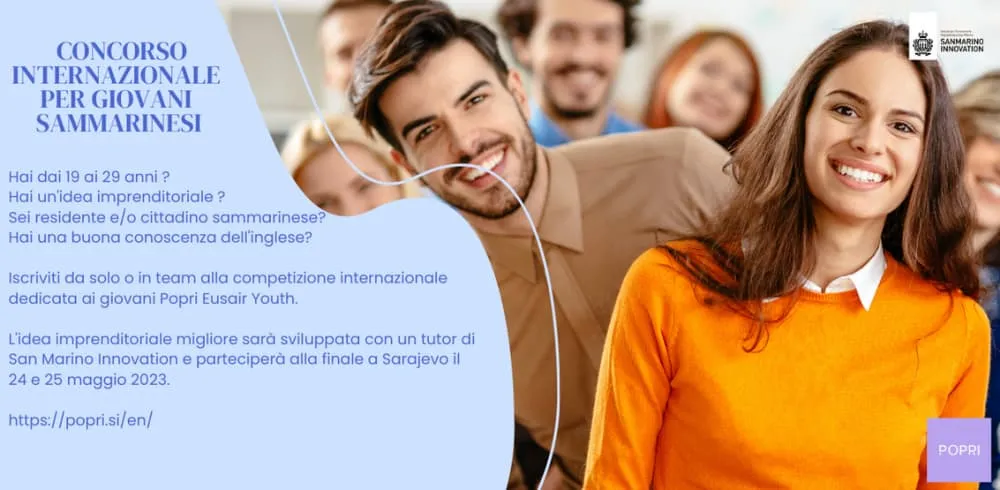 CONCORSO
INTERNAZIONALE
PER GIOVANI
SAMMARINESI
Hai dai 19 ai 29 anni ?
Hai un'idea imprenditoriale ?
Sei residente e/o cittadino sammarinese?
Hai una buona conoscenza dell'inglese?
Iscriviti da solo o in team alla competizione internazionale
dedicata ai giovani Popri Eusair Youth.
L'idea imprenditoriale migliore sarà sviluppata con un tutor di
San Marino Innovation e parteciperà alla finale a Sarajevo il
24 e 25 maggio 2023.
https://popri.si/en/
SANMARINO
INNOVATION
POPRI